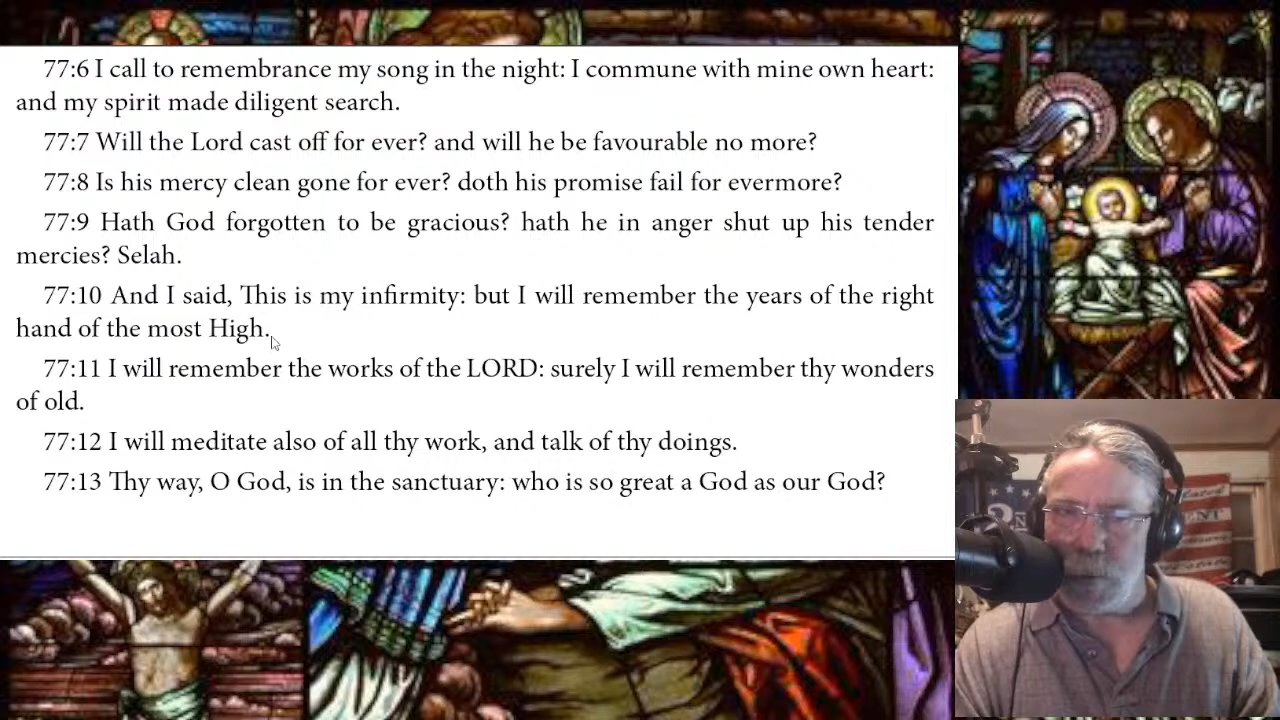 77:6 I call to remembrance my song in the night: I commune with mine own heart:
and my spirit made diligent search.
77:7 Will the Lord cast off for ever? and will he be favourable no more?
77:8 Is his mercy clean gone for ever? doth his promise fail for evermore?
77:9 Hath God forgotten to be gracious? hath he in anger shut up his tender
mercies? Selah.
77:10 And I said, This is my infirmity: but I will remember the years of the right
hand of the most High.
77:11 I will remember the works of the LORD: surely I will remember thy wonders
of old.
77:12 I will meditate also of all thy work, and talk of thy doings.
77:13 Thy way, O God, is in the sanctuary: who is so great a God as our God?